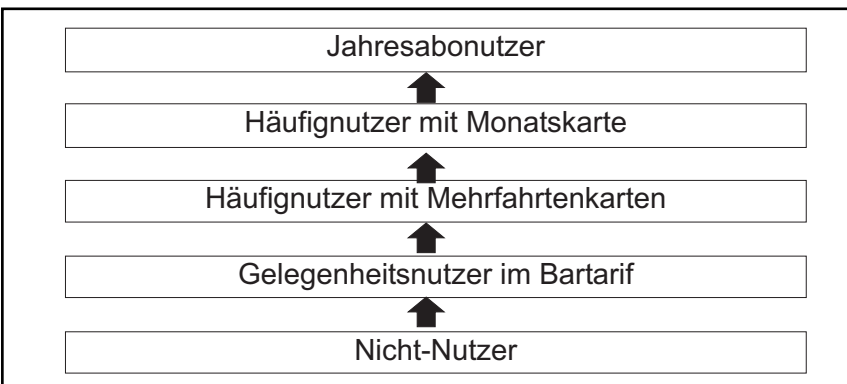 Jahresabonutzer
Häufignutzer mit Monatskarte
Häufignutzer mit Mehrfahrtenkarten
Gelegenheitsnutzer im Bartarif
Nicht-Nutzer